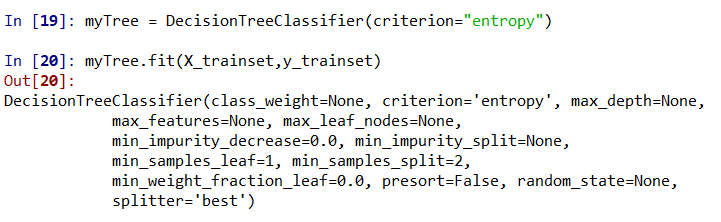 In [19]: myTree = DecisionTreeClassifier(criterion="entropy")
In [20]: myTree.fit(X_trainset,y_trainset)
Out[20]:
DecisionTreeClassifier(class_weight=None, criterion='entropy', max_depth=None,
max_features=None, max_leaf_nodes=None,
min_impurity_decrease=0.0, min_impurity_split=None,
min_samples_leaf=1, min_samples_split=2,
min_weight_fraction_leaf=0.0, presort=False, random_state=None,
splitter='best')